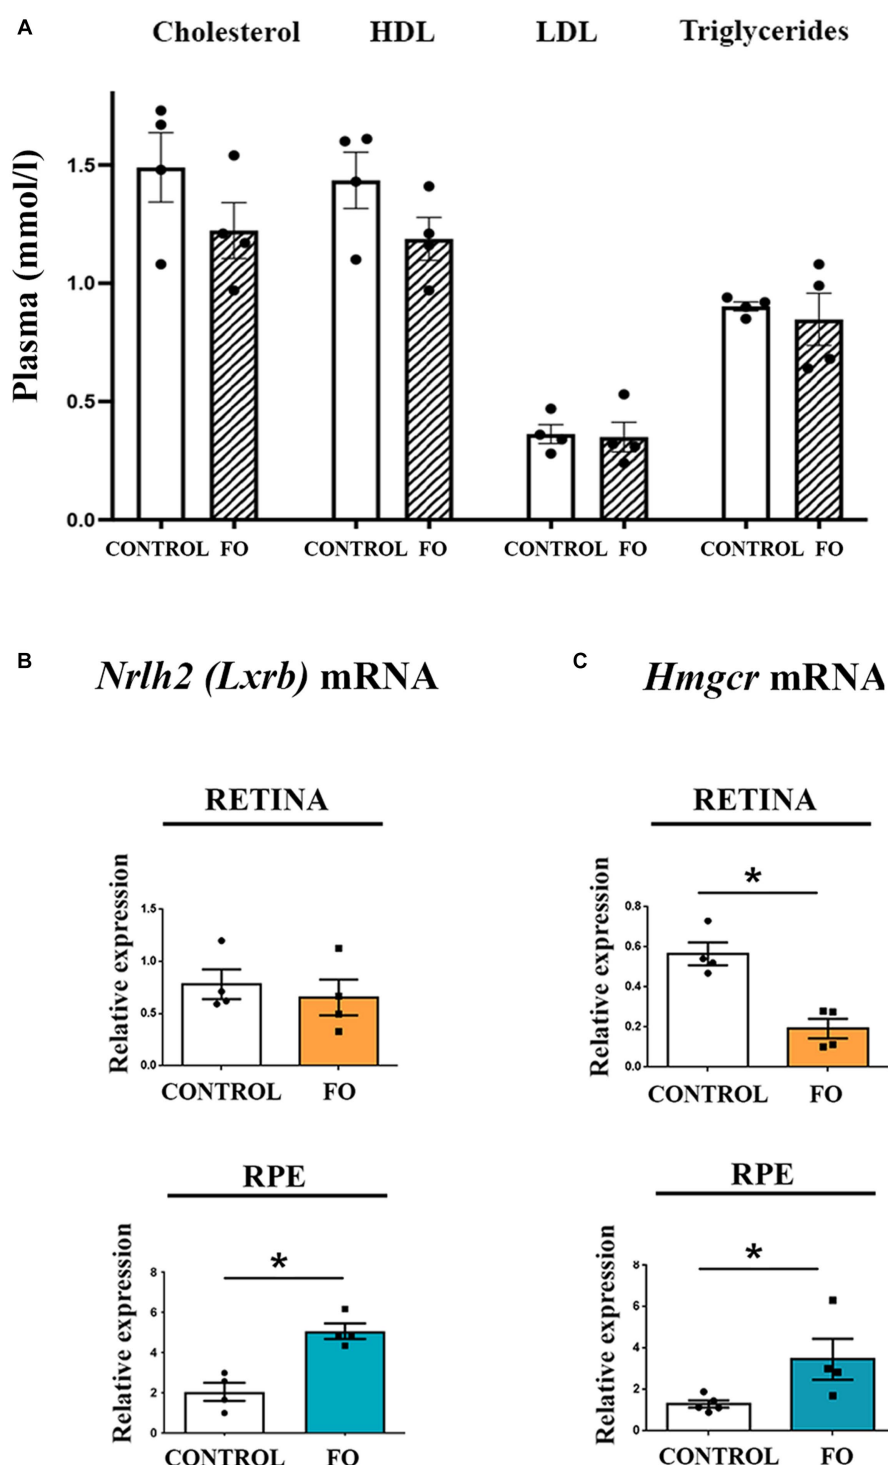 A
Cholesterol HDL LDL Triglycerides
Plasma (mmol/l)
1.5
1.0
0.5
0.0
CONTROL FO CONTROL FO CONTROL FO CONTROL FO
B
Nrlh2 (Lxrb) mRNA
RETINA
Relative expression
1.5
1.0
0.5
0.0
CONTROL FO
RPE
*
Relative expression
8
6
4
2
0
CONTROL FO
C
Hmgcr mRNA
RETINA
*
Relative expression
0.8
0.6
0.4
0.2
0.0
CONTROL FO
RPE
*
Relative expression
8
6
4
2
0
CONTROL FO